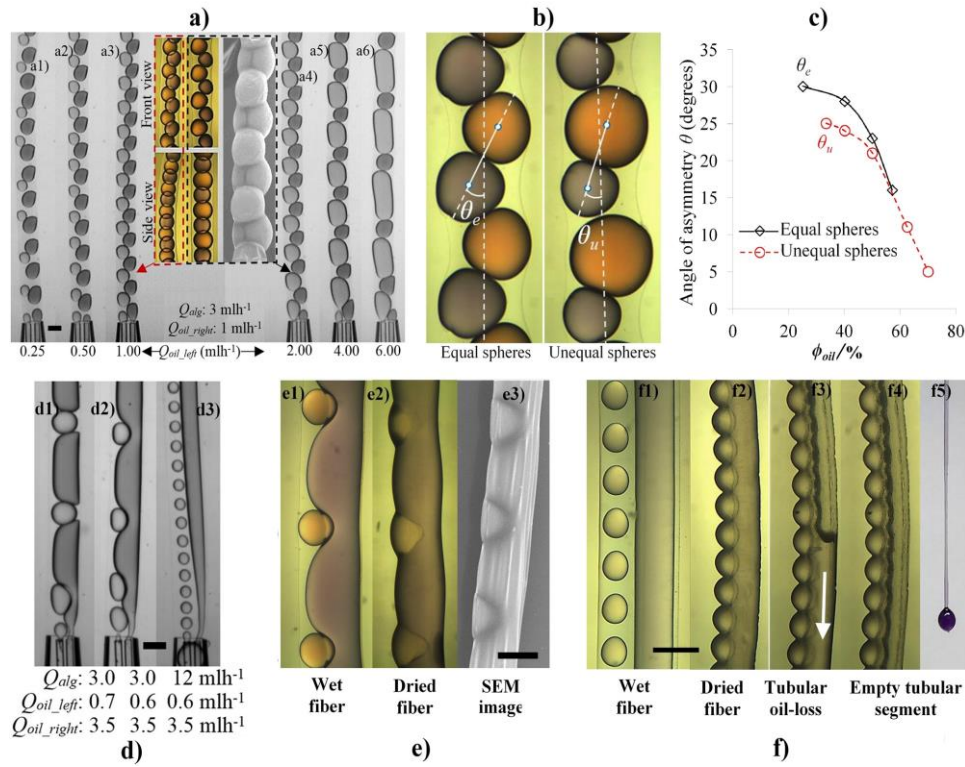 a)
a1)
a2)
a3)
Front view
Side view
a4)
a5)
a6)
Q_alg: 3 mlh⁻¹
Q_oil_right: 1 mlh⁻¹
0.25 0.50 1.00 Q_oil_left (mlh⁻¹) 2.00 4.00 6.00
b)
θe
θu
Equal spheres Unequal spheres
c)
Angle of asymmetry θ (degrees)
35
30
25
20
15
10
5
0
θe
θu
Equal spheres
Unequal spheres
0 20 40 60 80
ϕoil/%
d1) d2) d3)
Q_alg: 3.0 3.0 12 mlh⁻¹
Q_oil_left: 0.7 0.6 0.6 mlh⁻¹
Q_oil_right: 3.5 3.5 3.5 mlh⁻¹
d)
e1) e2) e3)
Wet fiber
Dried fiber
SEM image
e)
f1) f2) f3) f4) f5)
Wet fiber
Dried fiber
Tubular oil-loss
Empty tubular segment
f)